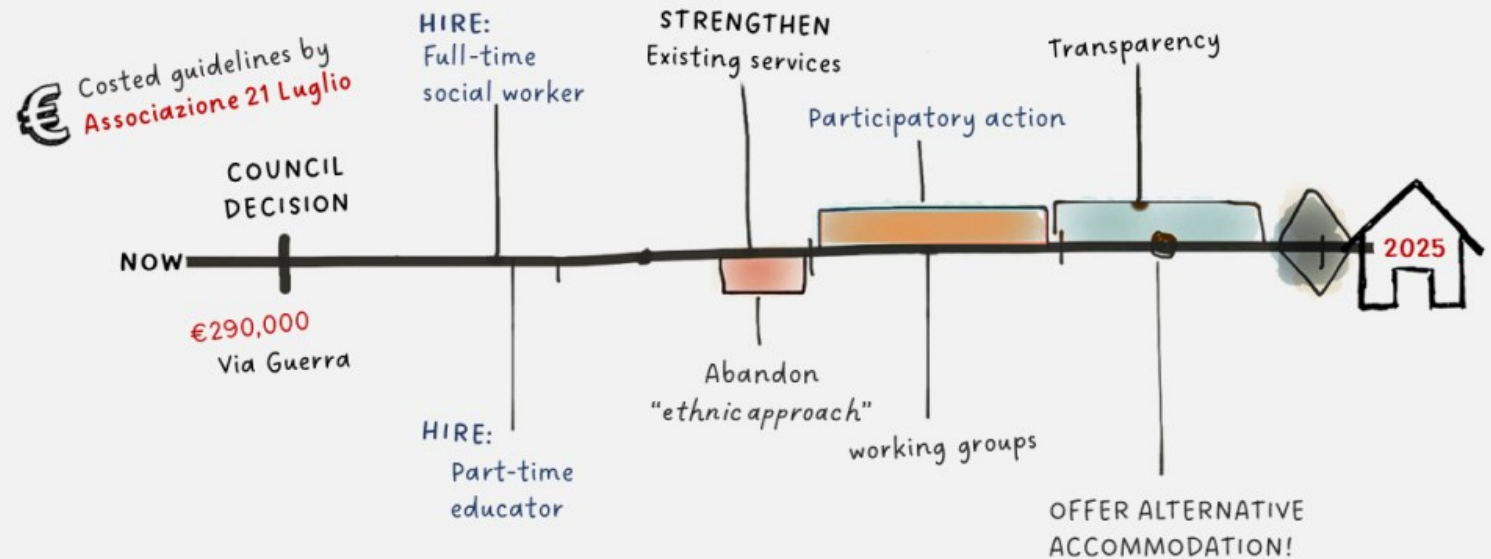 € Costed guidelines by
Associazione 21 Luglio
COUNCIL
DECISION
NOW
€290,000
Via Guerra
HIRE:
Full-time
social worker
HIRE:
Part-time
educator
STRENGTHEN
Existing services
Abandon
"ethnic approach"
Participatory action
working groups
Transparency
OFFER ALTERNATIVE
ACCOMMODATION!
2025